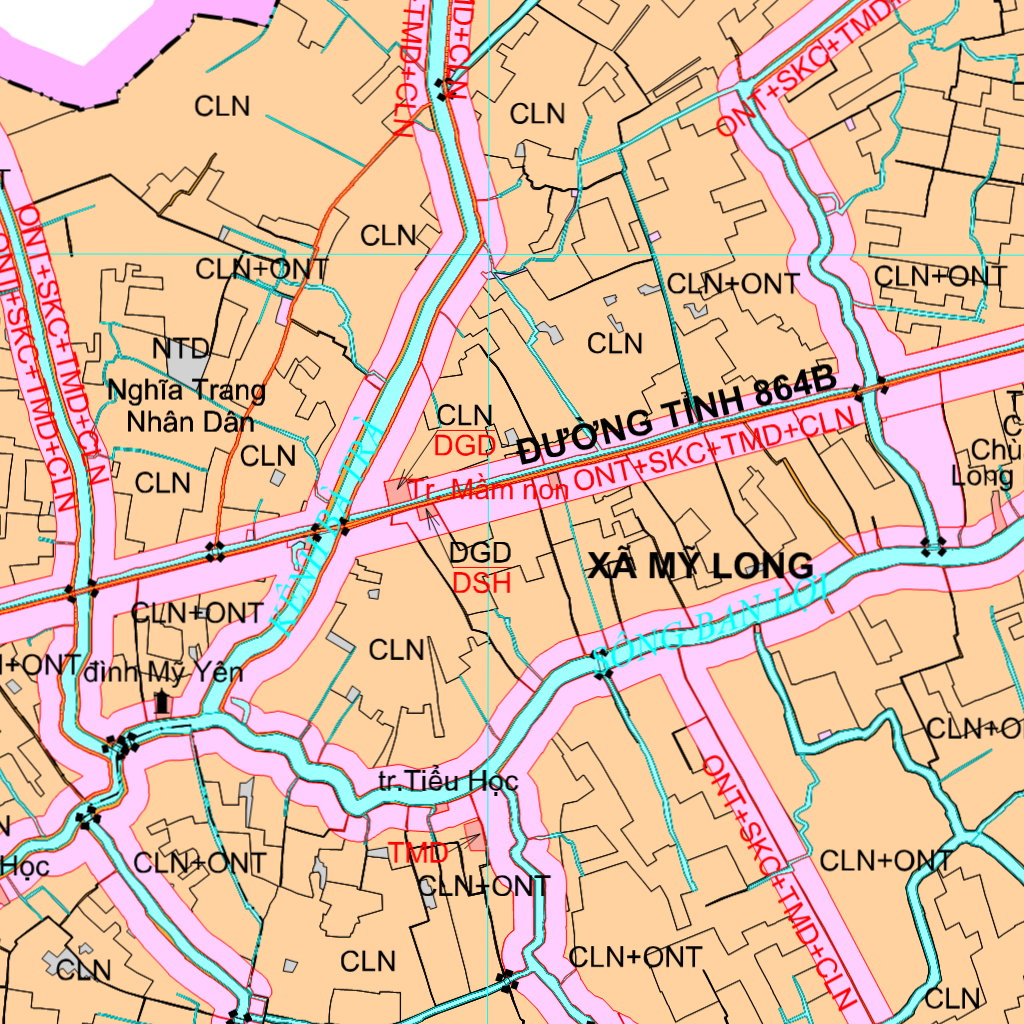 TMD+CLN
MD+CLN
ONT+SKC+TMD+
CLN
CLN
CLN
CLN+ONT
CLN+ONT
CLN+ONT
ONT+SKC+TMD+CLN
ONT+SKC+TMD+CLN
NTD
Nghĩa Trang
Nhân Dân
CLN
CLN
CLN
CLN
DGD
ĐƯỜNG TỈNH 864B
ONT+SKC+TMD+CLN
Tr. Mầm non
DGD
DSH
KÊNH BÀ TRÀ
XÃ MỸ LONG
SÔNG BAN LỢI
Chù
Long
CLN+ONT
+ONT
đình Mỹ Yên
CLN
CLN+O
tr.Tiểu Học
TMD
ONT+SKC+TMD+CLN
CLN+ONT
CLN+ONT
CLN+ONT
Học
CLN
CLN
CLN+ONT
CLN